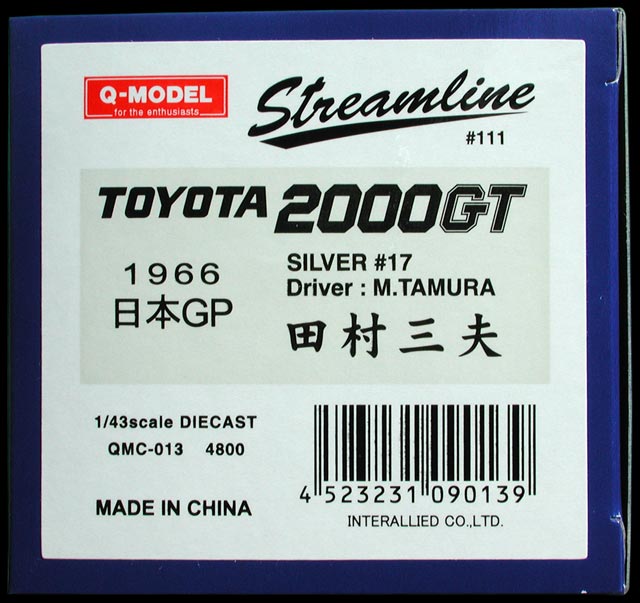 Q-MODEL
for the enthusiasts
Streamline
#111
TOYOTA 2000GT
1966
日本GP
SILVER #17
Driver : M.TAMURA
田村三夫
1/43scale DIECAST
QMC-013 4800
MADE IN CHINA
4 523231 090139
INTERALLIED CO.,LTD.